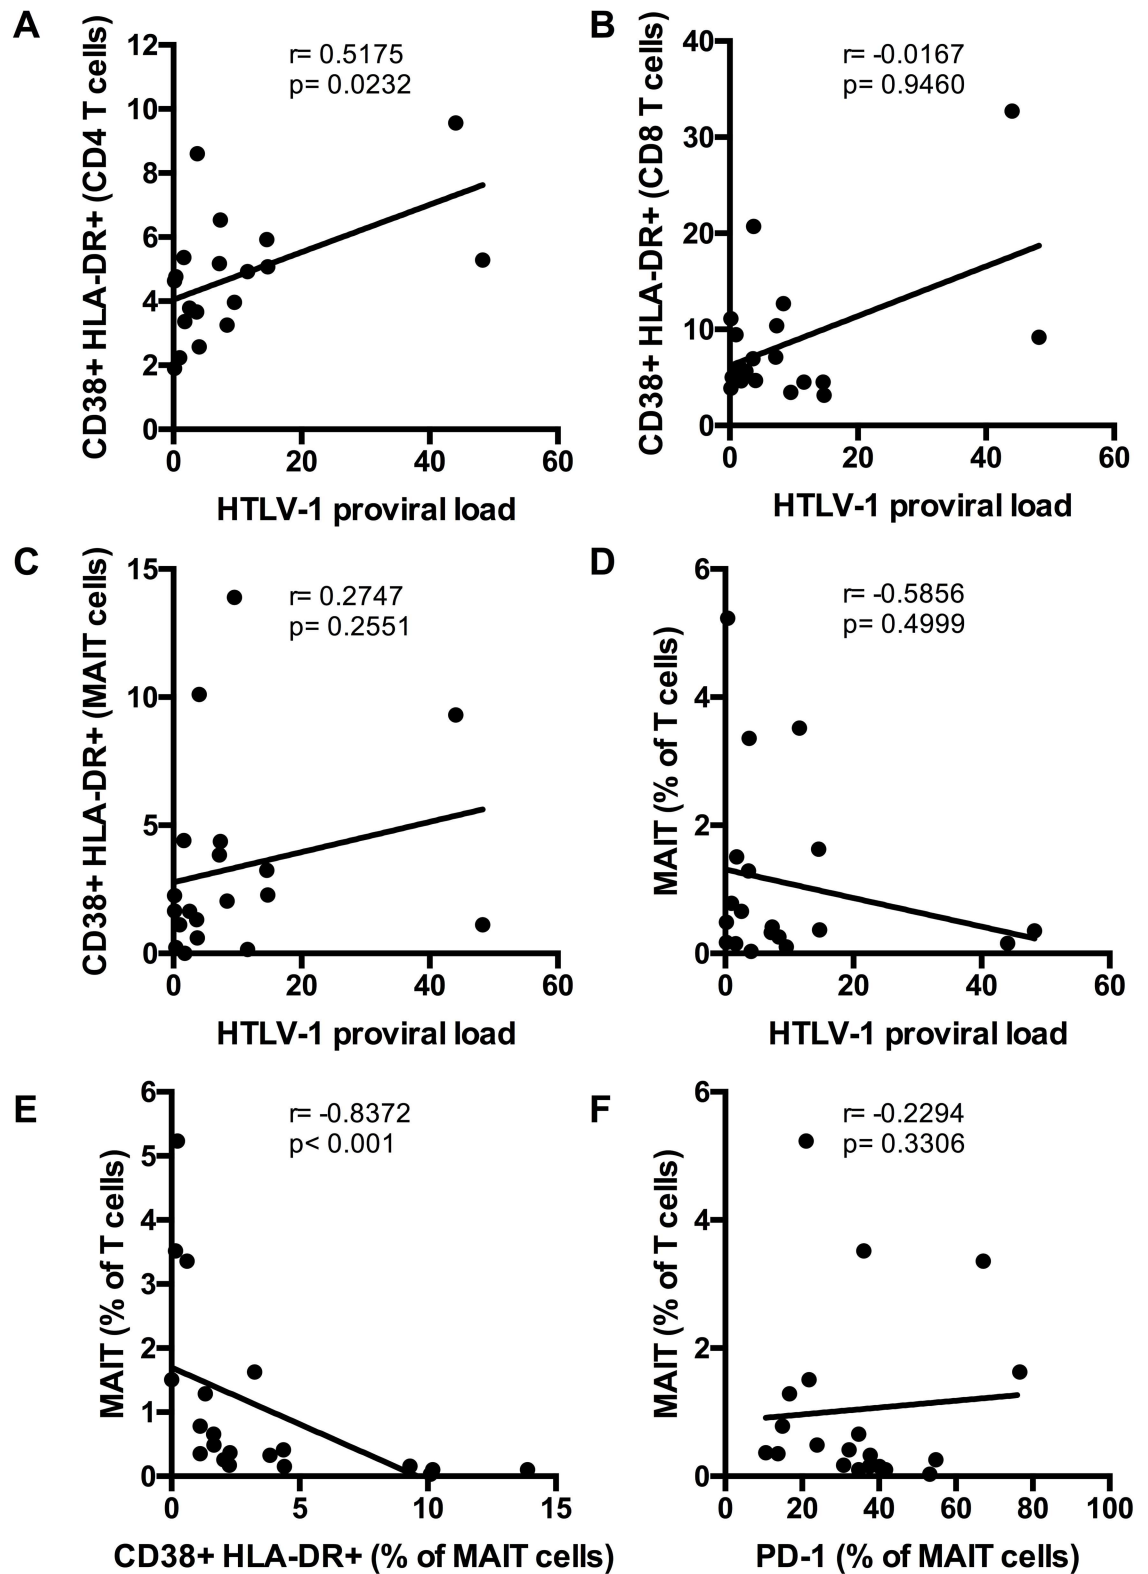 A
CD38+ HLA-DR+ (CD4 T cells)
12
10
8
6
4
2
0
r= 0.5175
p= 0.0232
0 20 40 60
HTLV-1 proviral load
B
CD38+ HLA-DR+ (CD8 T cells)
40
30
20
10
0
r= -0.0167
p= 0.9460
0 20 40 60
HTLV-1 proviral load
C
CD38+ HLA-DR+ (MAIT cells)
15
10
5
0
r= 0.2747
p= 0.2551
0 20 40 60
HTLV-1 proviral load
D
MAIT (% of T cells)
6
4
2
0
r= -0.5856
p= 0.4999
0 20 40 60
HTLV-1 proviral load
E
MAIT (% of T cells)
6
5
4
3
2
1
0
r= -0.8372
p< 0.001
0 5 10 15
CD38+ HLA-DR+ (% of MAIT cells)
F
MAIT (% of T cells)
6
4
2
0
r= -0.2294
p= 0.3306
0 20 40 60 80 100
PD-1 (% of MAIT cells)